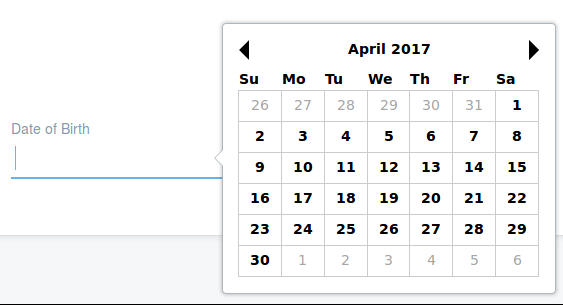 April 2017
Su Mo Tu We Th Fr Sa
26 27 28 29 30 31 1
Date of Birth
2 3 4 5 6 7 8
9 10 11 12 13 14 15
16 17 18 19 20 21 22
23 24 25 26 27 28 29
30 1 2 3 4 5 6